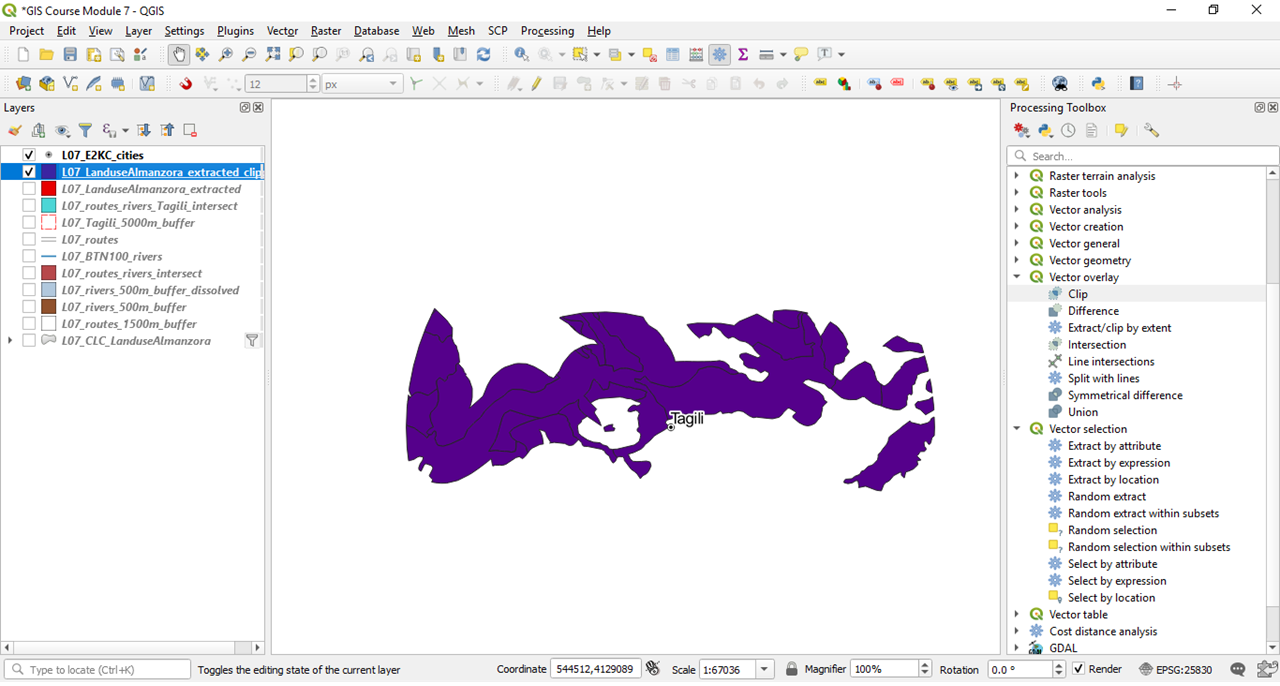 *GIS Course Module 7 - QGIS
Project Edit View Layer Settings Plugins Vector Raster Database Web Mesh SCP Processing Help
12 px
Layers
L07_E2KC_cities
L07_LanduseAlmanzora_extracted_clip
L07_LanduseAlmanzora_extracted
L07_routes_rivers_Tagili_intersect
L07_Tagili_5000m_buffer
L07_routes
L07_BTN100_rivers
L07_routes_rivers_intersect
L07_rivers_500m_buffer_dissolved
L07_rivers_500m_buffer
L07_routes_1500m_buffer
L07_CLC_LanduseAlmanzora
Tagili
Processing Toolbox
Search...
Raster terrain analysis
Raster tools
Vector analysis
Vector creation
Vector general
Vector geometry
Vector overlay
Clip
Difference
Extract/clip by extent
Intersection
Line intersections
Split with lines
Symmetrical difference
Union
Vector selection
Extract by attribute
Extract by expression
Extract by location
Random extract
Random extract within subsets
Random selection
Random selection within subsets
Select by attribute
Select by expression
Select by location
Vector table
Cost distance analysis
GDAL
Type to locate (Ctrl+K) Toggles the editing state of the current layer Coordinate 544512,4129089 Scale 1:67036 Magnifier 100% Rotation 0.0 ° Render EPSG:25830